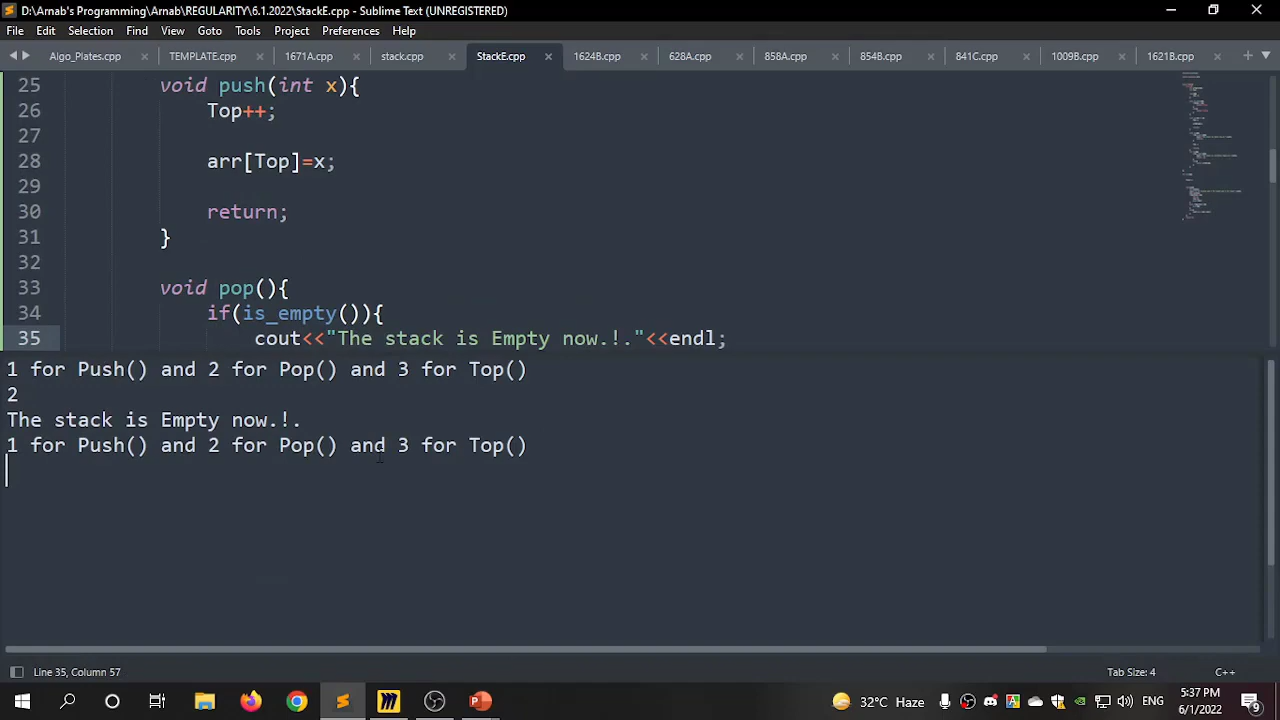 D:\Arnab's Programming\Arnab\REGULARITY\6.1.2022\StackE.cpp - Sublime Text (UNREGISTERED)
File Edit Selection Find View Goto Tools Project Preferences Help
Algo_Plates.cpp TEMPLATE.cpp 1671A.cpp stack.cpp StackE.cpp 1624B.cpp 628A.cpp 858A.cpp 854B.cpp 841C.cpp 1009B.cpp 1621B.cpp
25 void push(int x){
26 Top++;
27
28 arr[Top]=x;
29
30 return;
31 }
32
33 void pop(){
34 if(is_empty()){
35 cout<<"The stack is Empty now.!."<<endl;
1 for Push() and 2 for Pop() and 3 for Top()
2
The stack is Empty now.!.
1 for Push() and 2 for Pop() and 3 for Top()
Line 35, Column 57 Tab Size: 4 C++
32°C Haze ENG 5:37 PM
6/1/2022 9